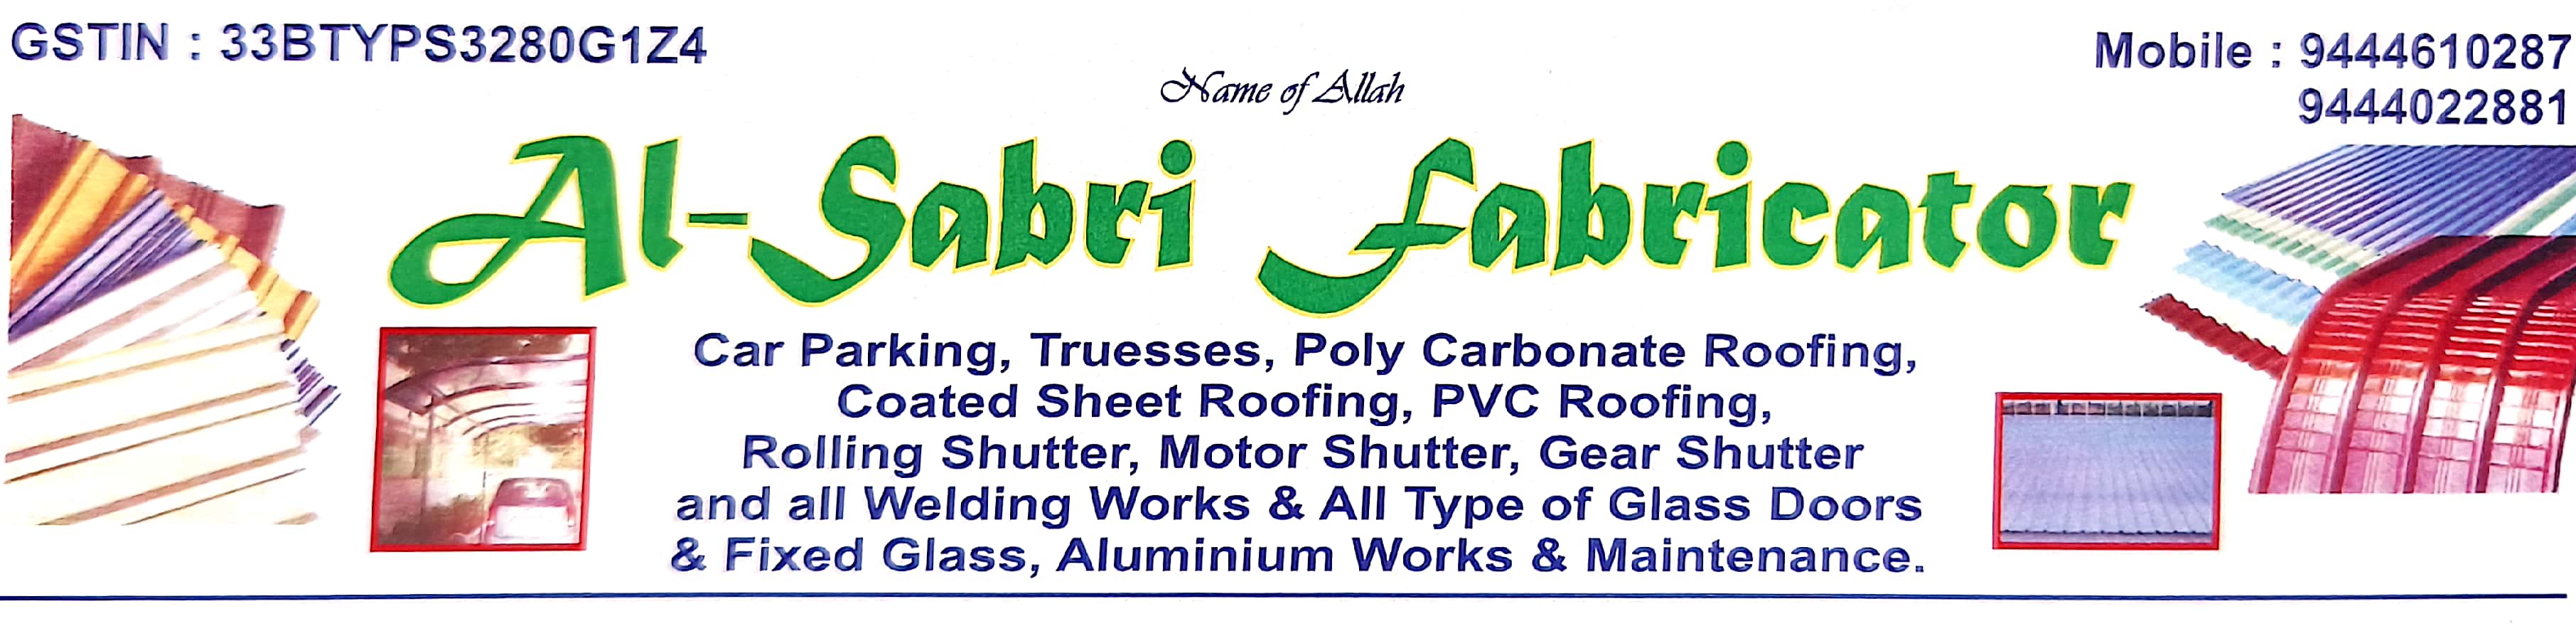 GSTIN : 33BTYPS3280G1Z4
Mobile : 9444610287
9444022881
Name of Allah
Al-Sabri Fabricator
Car Parking, Truesses, Poly Carbonate Roofing,
Coated Sheet Roofing, PVC Roofing,
Rolling Shutter, Motor Shutter, Gear Shutter
and all Welding Works & All Type of Glass Doors
& Fixed Glass, Aluminium Works & Maintenance.